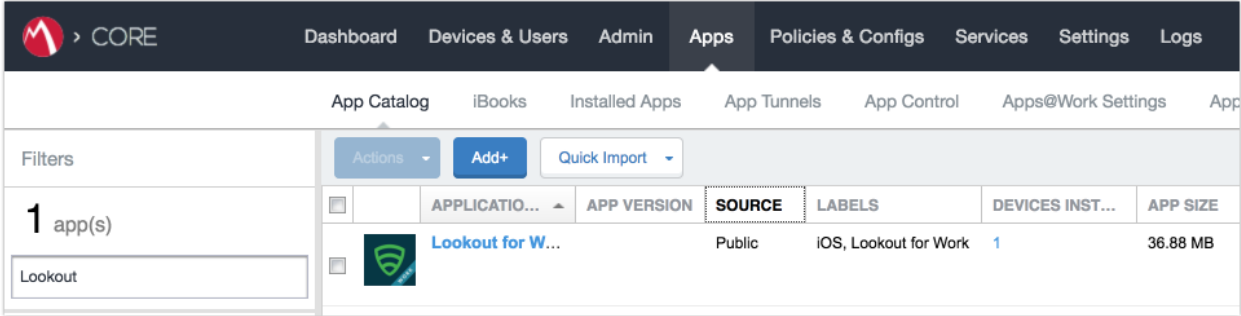 › CORE Dashboard Devices & Users Admin Apps Policies & Configs Services Settings Logs
App Catalog iBooks Installed Apps App Tunnels App Control Apps@Work Settings App
Filters Actions Add+ Quick Import
1 app(s)
APPLICATIO... APP VERSION SOURCE LABELS DEVICES INST... APP SIZE
Lookout for W... Public iOS, Lookout for Work 1 36.88 MB
WORK
Lookout